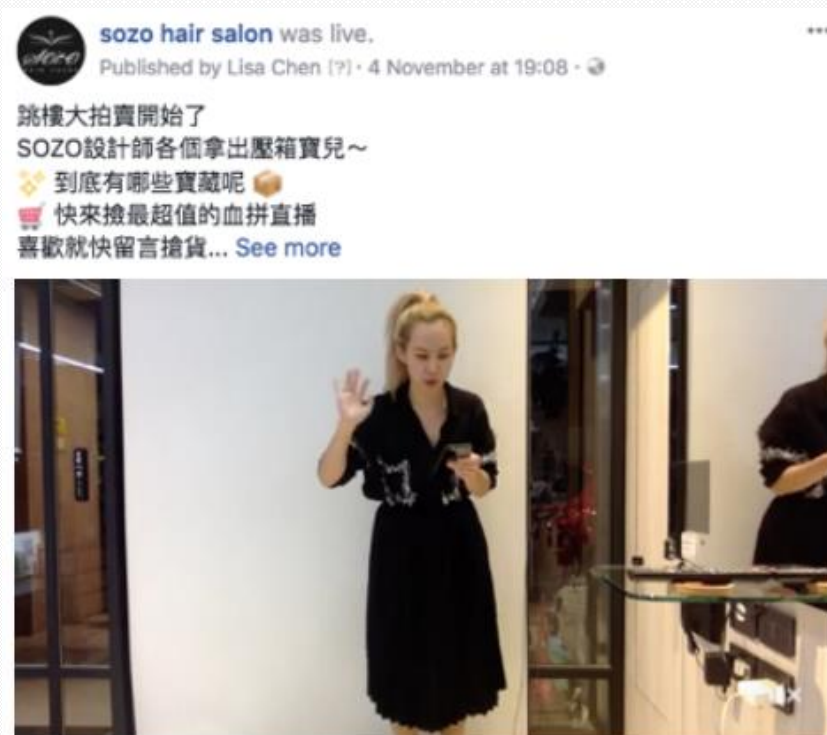 sozo hair salon was live.
Published by Lisa Chen [?] · 4 November at 19:08 ·
跳樓大拍賣開始了
SOZO設計師各個拿出壓箱寶兒～
✨ 到底有哪些寶藏呢 📦
🛒 快來撿最超值的血拼直播
喜歡就快留言搶貨... See more